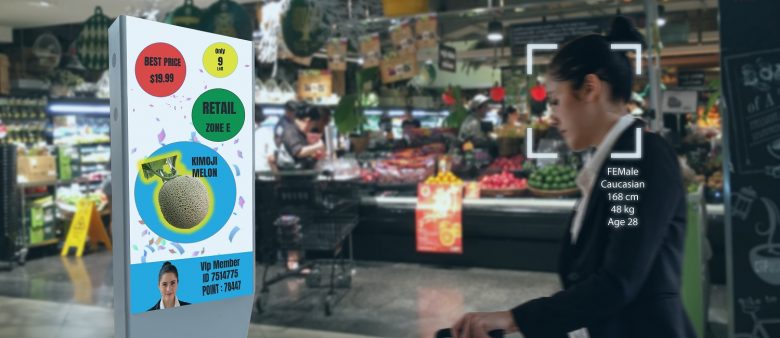 BEST PRICE
$19.99
Only
9
Left
RETAIL
ZONE E
KIMOJI
MELON
Vip Member
ID 7514775
POINT : 78447
FEMale
Caucasian
168 cm
48 kg
Age 28